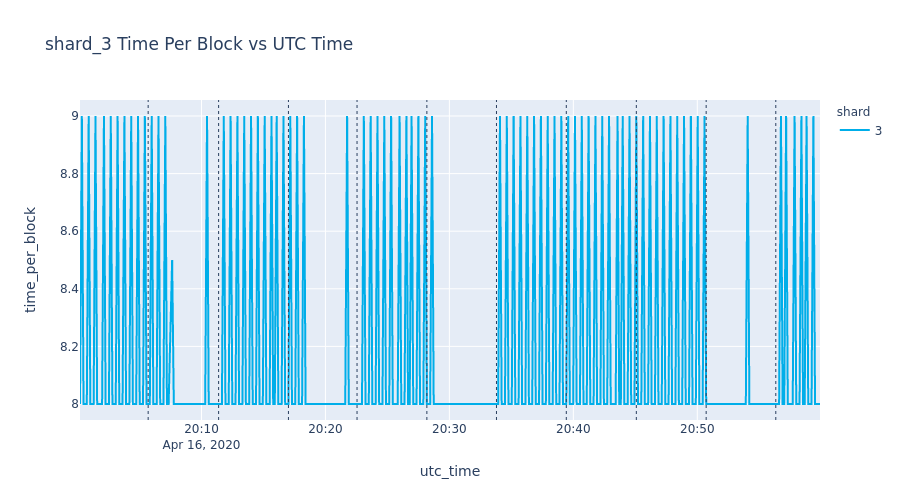 shard_3 Time Per Block vs UTC Time
shard
3
9
8.8
8.6
8.4
8.2
8
time_per_block
20:10
20:20
20:30
20:40
20:50
Apr 16, 2020
utc_time